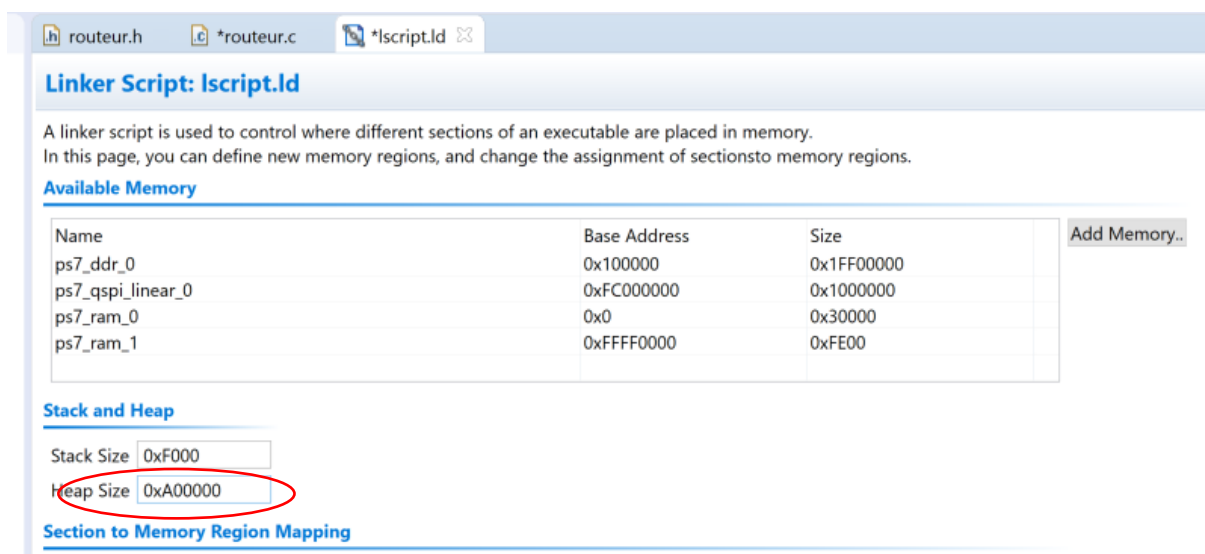 routeur.h *routeur.c *lscript.ld
Linker Script: lscript.ld
A linker script is used to control where different sections of an executable are placed in memory.
In this page, you can define new memory regions, and change the assignment of sectionsto memory regions.
Available Memory
Name Base Address Size Add Memory..
ps7_ddr_0 0x100000 0x1FF00000
ps7_qspi_linear_0 0xFC000000 0x1000000
ps7_ram_0 0x0 0x30000
ps7_ram_1 0xFFFF0000 0xFE00
Stack and Heap
Stack Size 0xF000
Heap Size 0xA00000
Section to Memory Region Mapping